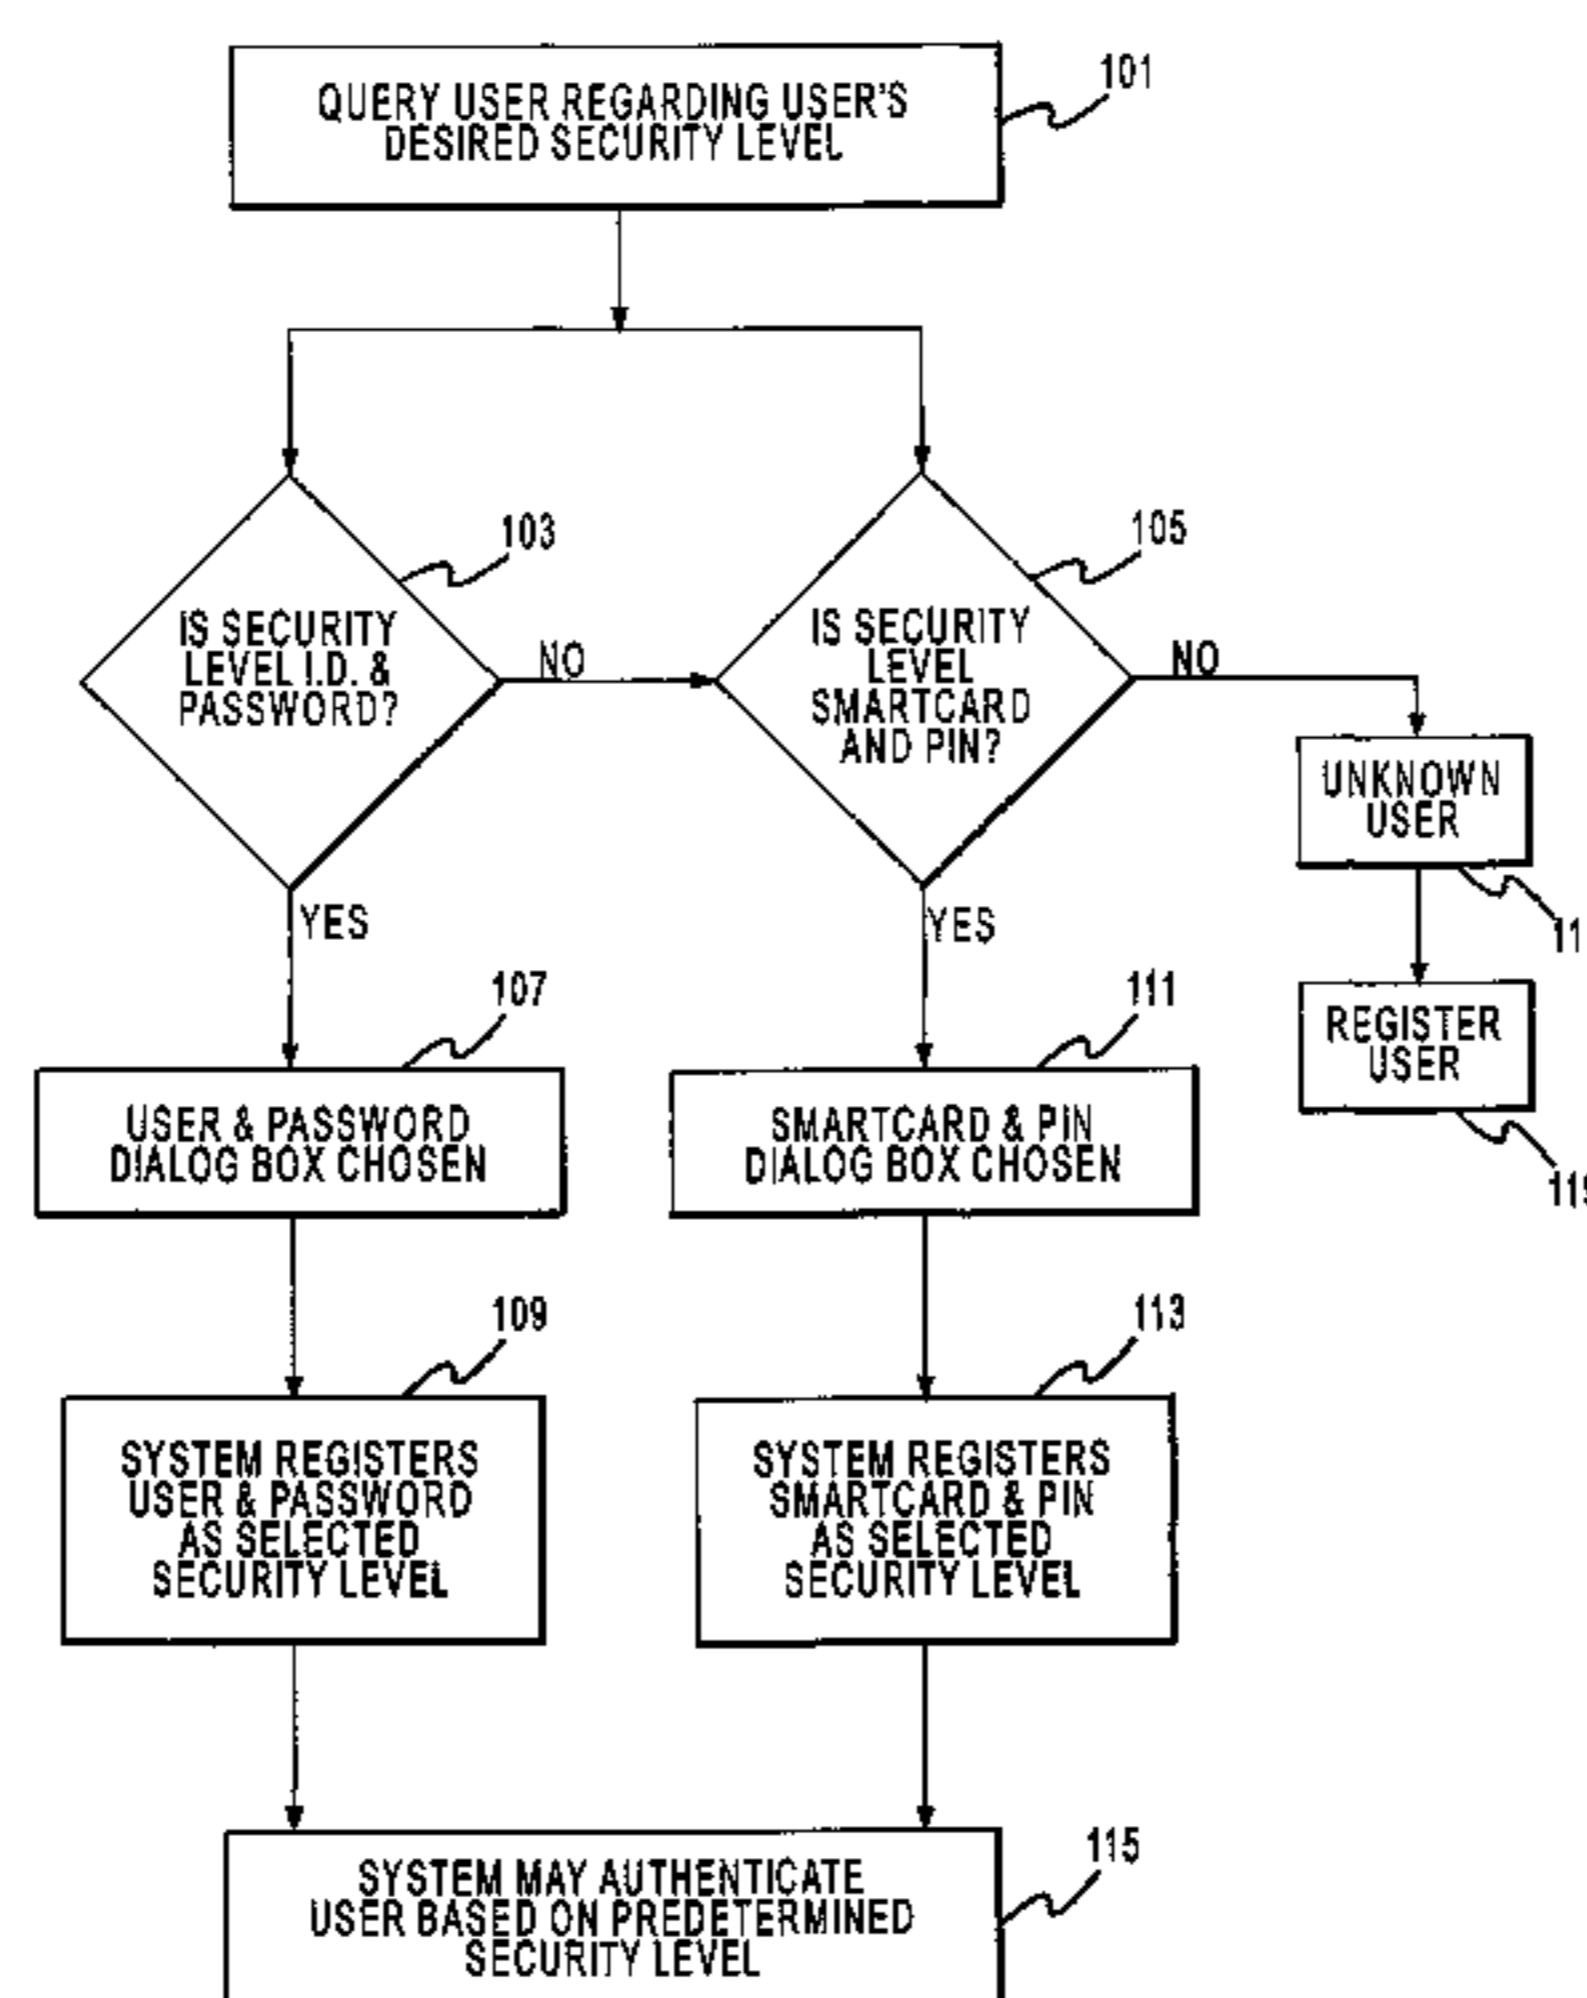 QUERY USER REGARDING USER'S
DESIRED SECURITY LEVEL
101
103
IS SECURITY
LEVEL I.D. &
PASSWORD?
NO
YES
105
IS SECURITY
LEVEL
SMARTCARD
AND PIN?
NO
YES
UNKNOWN
USER
REGISTER
USER
107
USER & PASSWORD
DIALOG BOX CHOSEN
111
SMARTCARD & PIN
DIALOG BOX CHOSEN
109
SYSTEM REGISTERS
USER & PASSWORD
AS SELECTED
SECURITY LEVEL
113
SYSTEM REGISTERS
SMARTCARD & PIN
AS SELECTED
SECURITY LEVEL
115
SYSTEM MAY AUTHENTICATE
USER BASED ON PREDETERMINED
SECURITY LEVEL